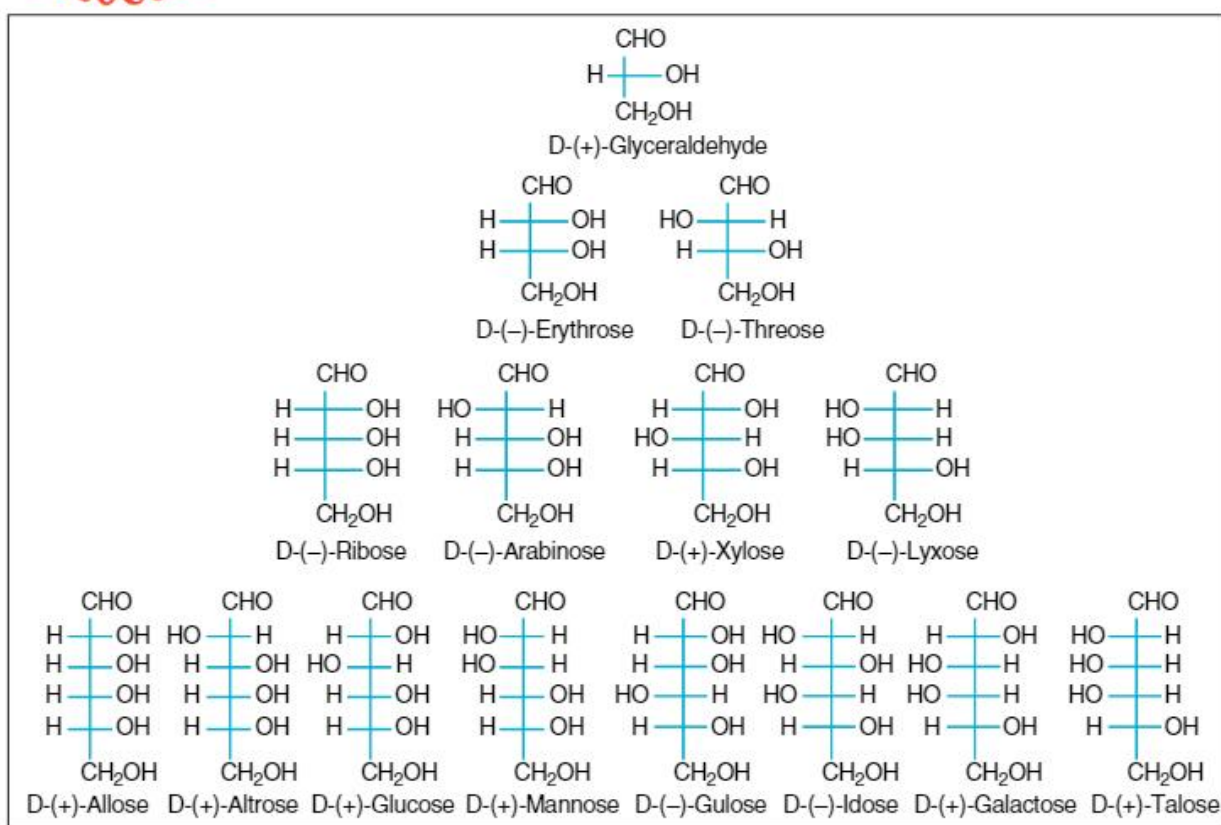 CHO
H OH
CH₂OH
D-(+)-Glyceraldehyde
CHO CHO
H OH HO H
H OH H OH
CH₂OH CH₂OH
D-(–)-Erythrose D-(–)-Threose
CHO CHO CHO CHO
H OH HO H H OH HO H
H OH H OH HO H HO H
H OH H OH H OH H OH
CH₂OH CH₂OH CH₂OH CH₂OH
D-(–)-Ribose D-(–)-Arabinose D-(+)-Xylose D-(–)-Lyxose
CHO CHO CHO CHO CHO CHO CHO CHO
H OH HO H H OH HO H H OH HO H H OH HO H
H OH H OH HO H HO H H OH H OH HO H HO H
H OH H OH H OH H OH HO H HO H HO H HO H
H OH H OH H OH H OH H OH H OH H OH H OH
CH₂OH CH₂OH CH₂OH CH₂OH CH₂OH CH₂OH CH₂OH CH₂OH
D-(+)-Allose D-(+)-Altrose D-(+)-Glucose D-(+)-Mannose D-(–)-Gulose D-(–)-Idose D-(+)-Galactose D-(+)-Talose